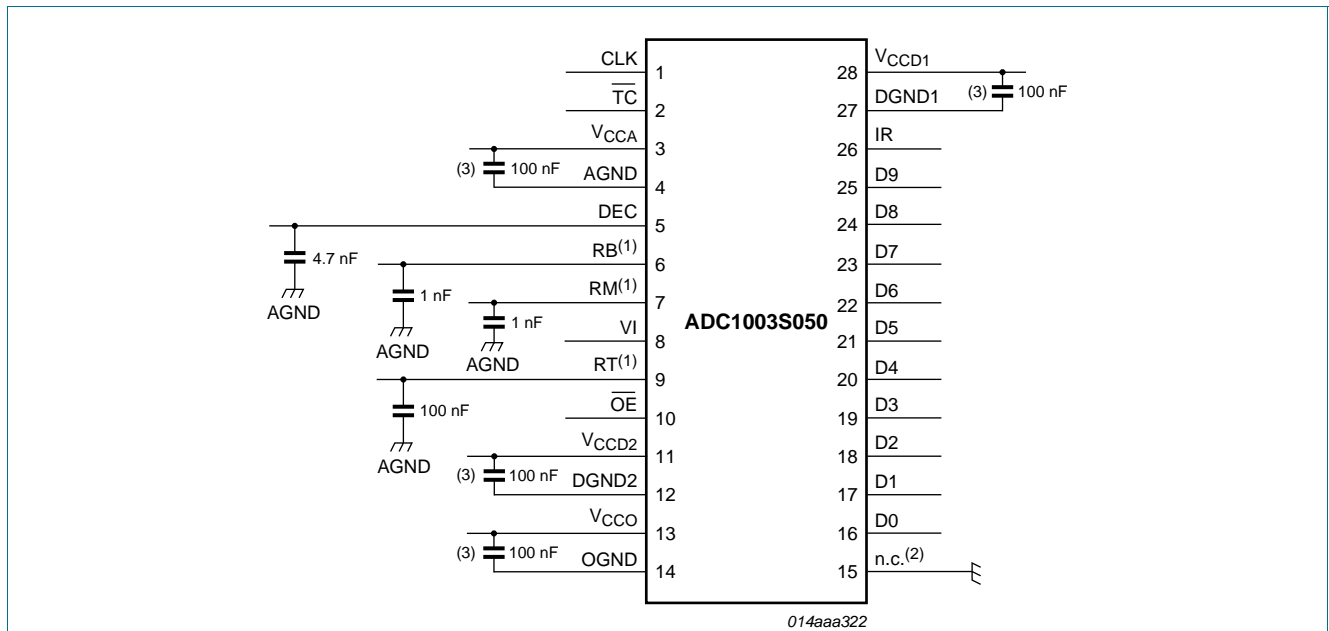 CLK 1
TC 2
VCCA 3
(3) 100 nF
AGND 4
DEC 5
4.7 nF
AGND
RB(1) 6
1 nF
AGND
RM(1) 7
1 nF
AGND
VI 8
RT(1) 9
100 nF
AGND
OE 10
VCCD2 11
(3) 100 nF
DGND2 12
VCCO 13
(3) 100 nF
OGND 14
ADC1003S050
28 VCCD1
(3) 100 nF
27 DGND1
26 IR
25 D9
24 D8
23 D7
22 D6
21 D5
20 D4
19 D3
18 D2
17 D1
16 D0
15 n.c.(2)
014aaa322